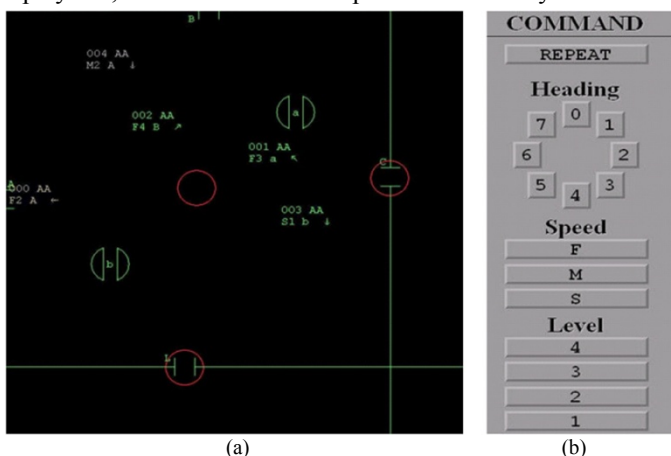 B
004 AA
M2 A ↓
002 AA
F4 B ↗
a
001 AA
F3 a ↖
C
A
000 AA
F2 A ←
003 AA
S1 b ↓
b
(a)
COMMAND
REPEAT
Heading
0
7 1
6 2
5 3
4
Speed
F
M
S
Level
4
3
2
1
(b)